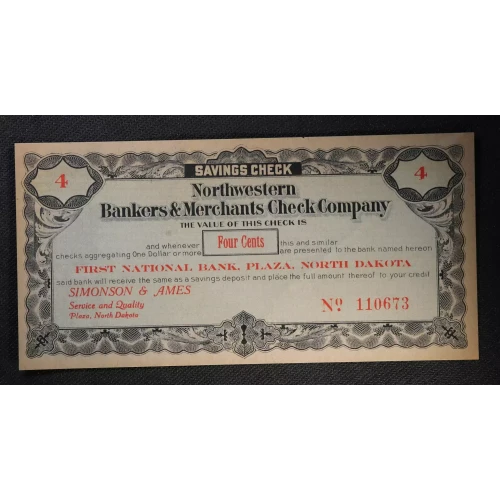 SAVINGS CHECK
4 4
Northwestern
Bankers & Merchants Check Company
THE VALUE OF THIS CHECK IS
and whenever Four Cents this and similar
checks aggregating One Dollar or more are presented to the bank named hereon
FIRST NATIONAL BANK, PLAZA, NORTH DAKOTA
said bank will receive the same as a savings deposit and place the full amount thereof to your credit
SIMONSON & AMES
Service and Quality
Plaza, North Dakota
No 110673